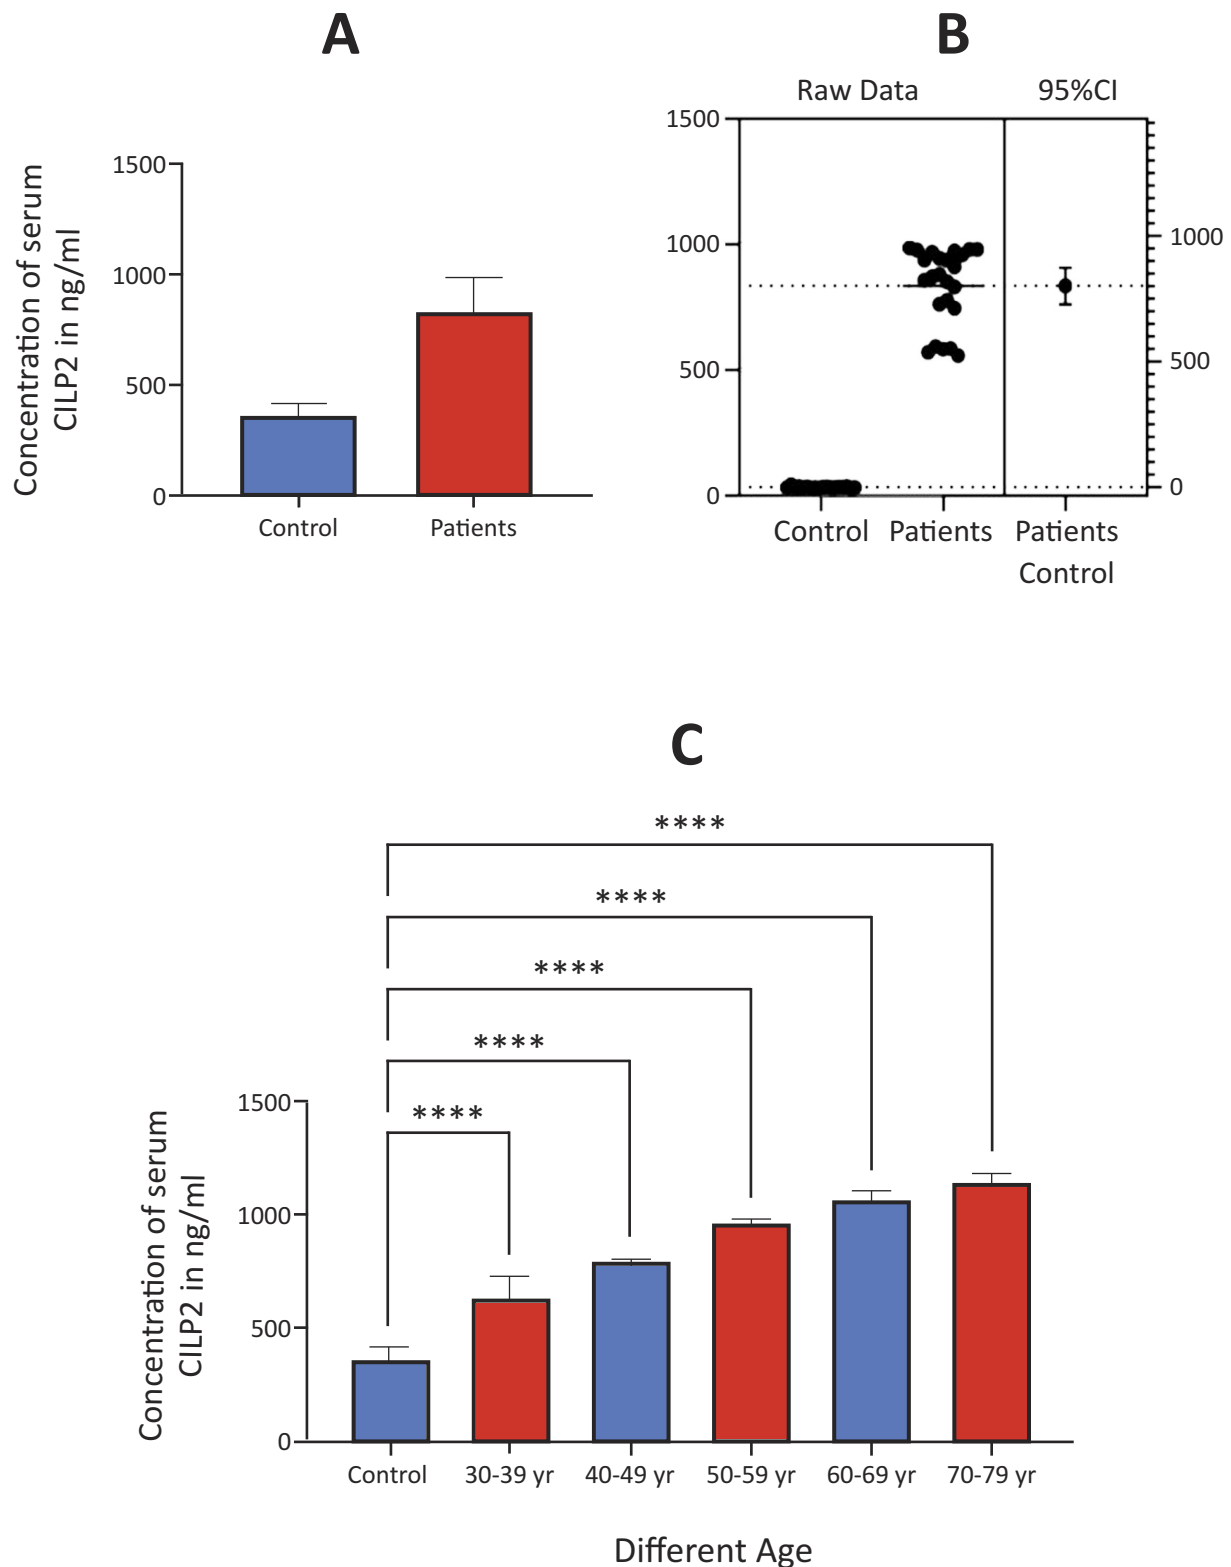 A
Concentration of serum
CILP2 in ng/ml
1500
1000
500
0
Control Patients
B
Raw Data 95%CI
1500
1000
500
0
1000
500
0
Control Patients Patients
Control
C
****
****
****
****
****
Concentration of serum
CILP2 in ng/ml
1500
1000
500
0
Control 30-39 yr 40-49 yr 50-59 yr 60-69 yr 70-79 yr
Different Age